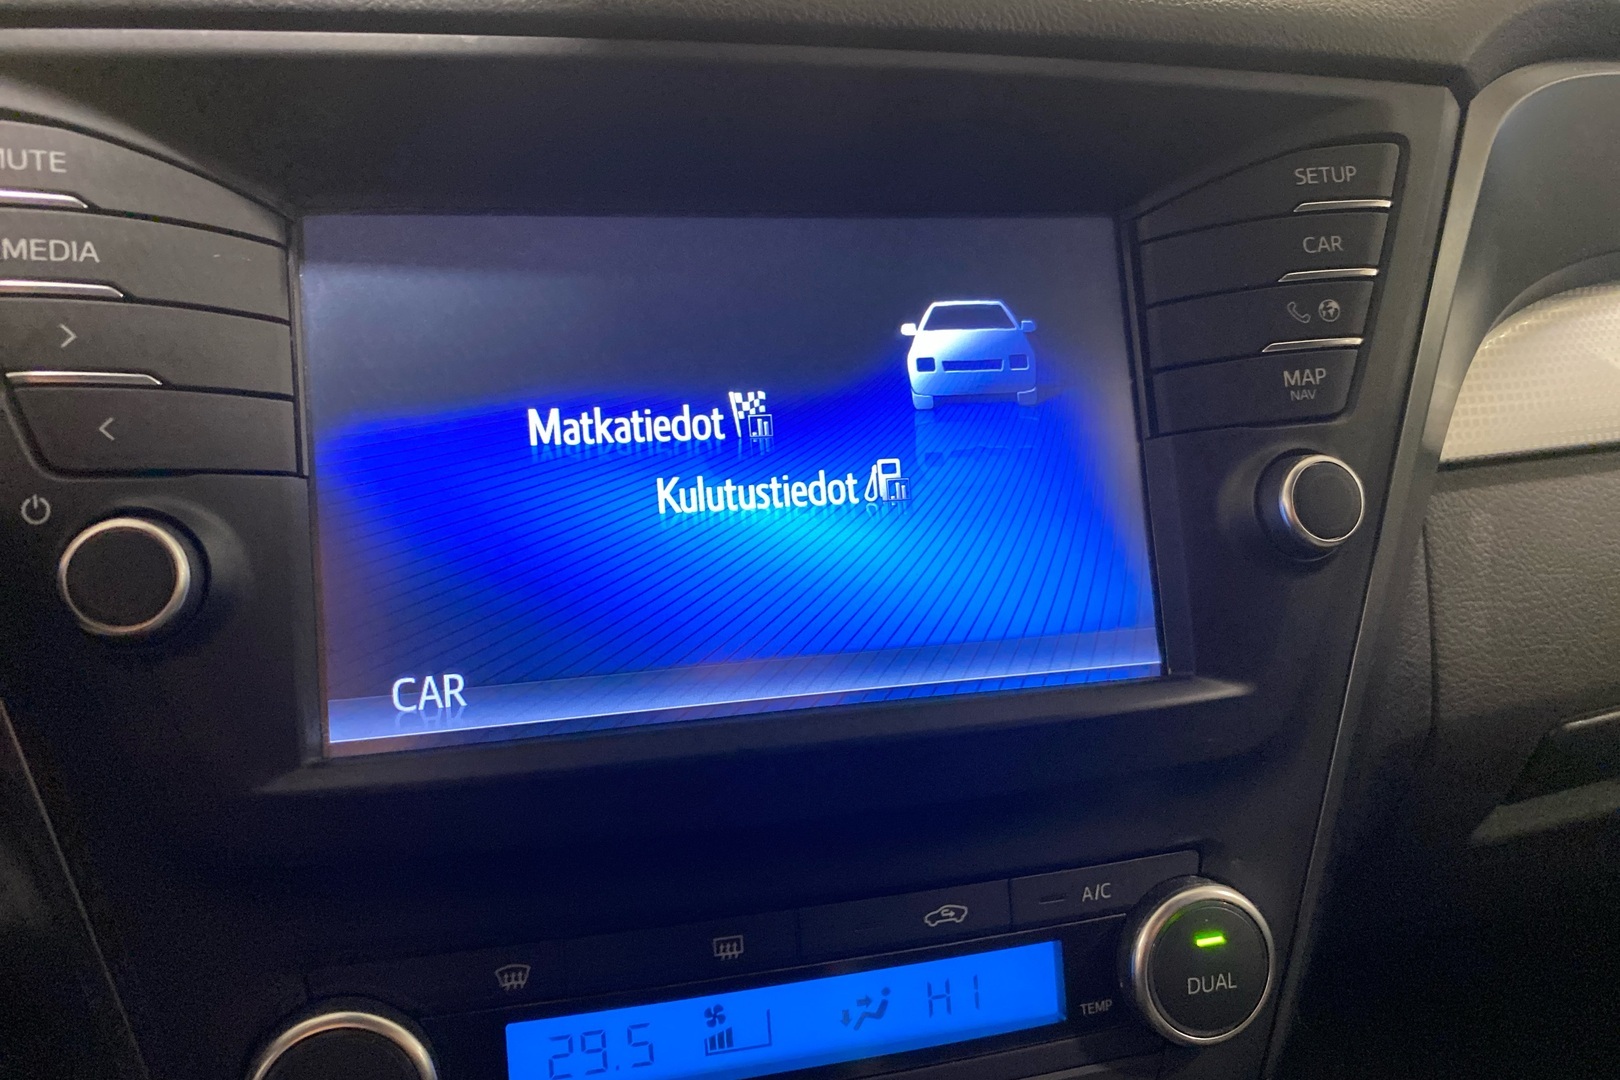 MUTE
MEDIA
SETUP
CAR
MAP
NAV
Matkatiedot
Kulutustiedot
CAR
A/C
29.5
HI
TEMP
DUAL